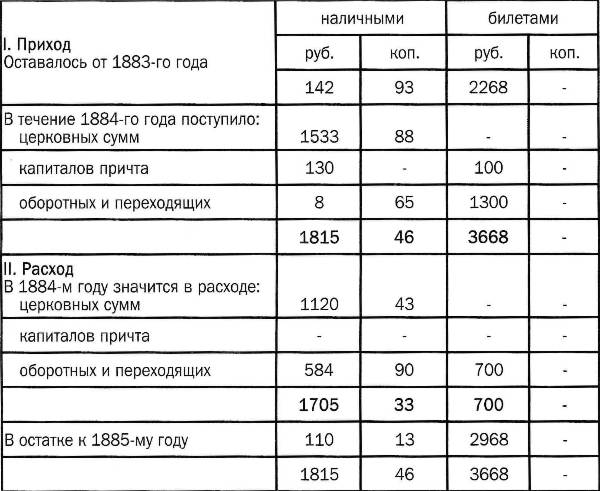 наличными билетами
I. Приход
Оставалось от 1883-го года руб. коп. руб. коп.
142 93 2268 -
В течение 1884-го года поступило:
церковных сумм 1533 88 - -
капиталов причта 130 - 100 -
оборотных и переходящих 8 65 1300 -
1815 46 3668 -
II. Расход
В 1884-м году значится в расходе:
церковных сумм 1120 43 - -
капиталов причта - - - -
оборотных и переходящих 584 90 700 -
1705 33 700 -
В остатке к 1885-му году 110 13 2968 -
1815 46 3668 -